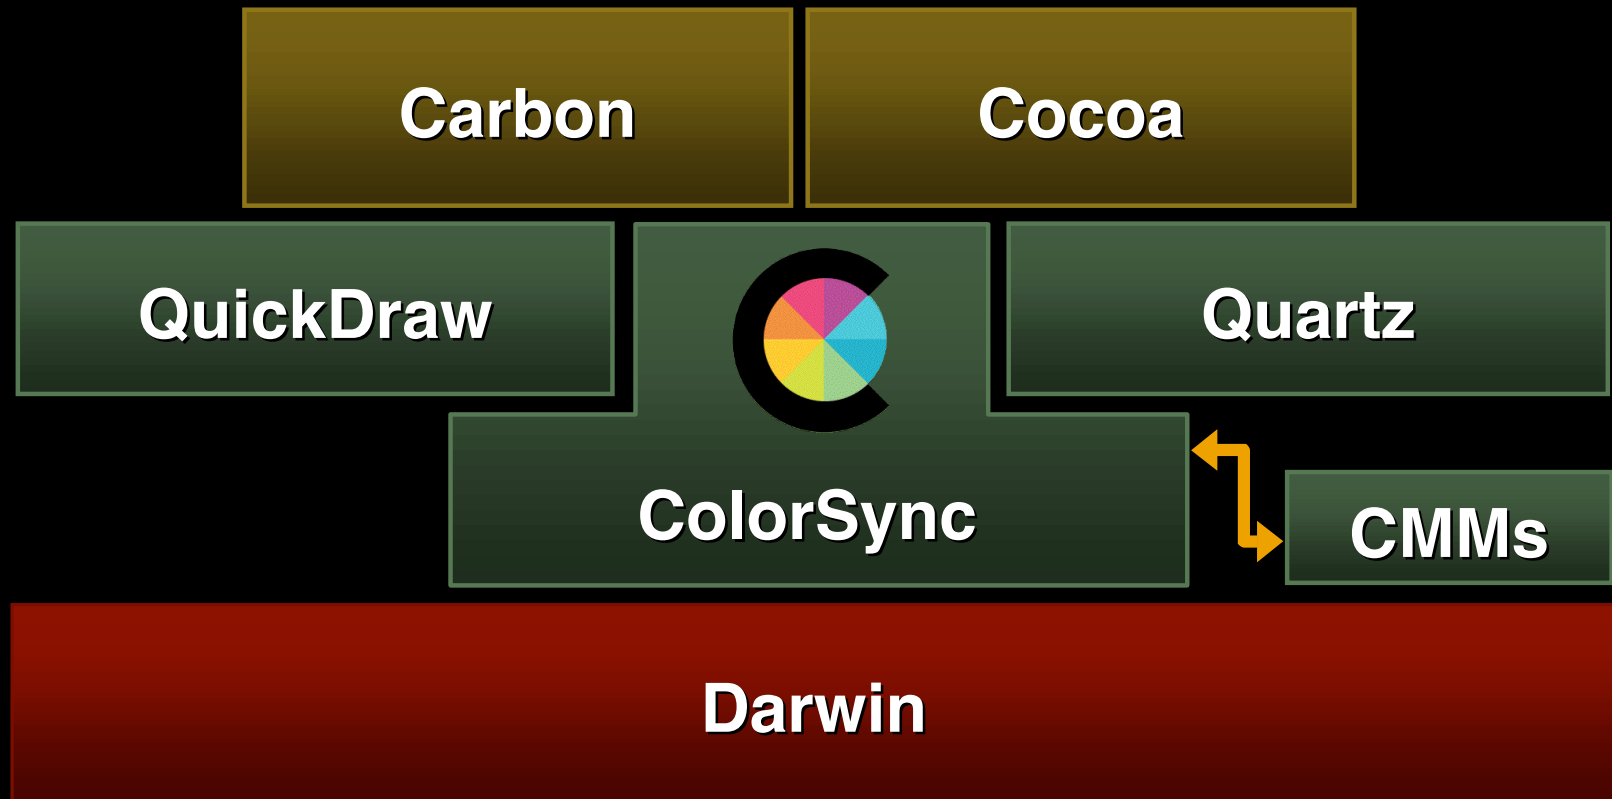 Carbon
Cocoa
QuickDraw
Quartz
ColorSync
CMMs
Darwin